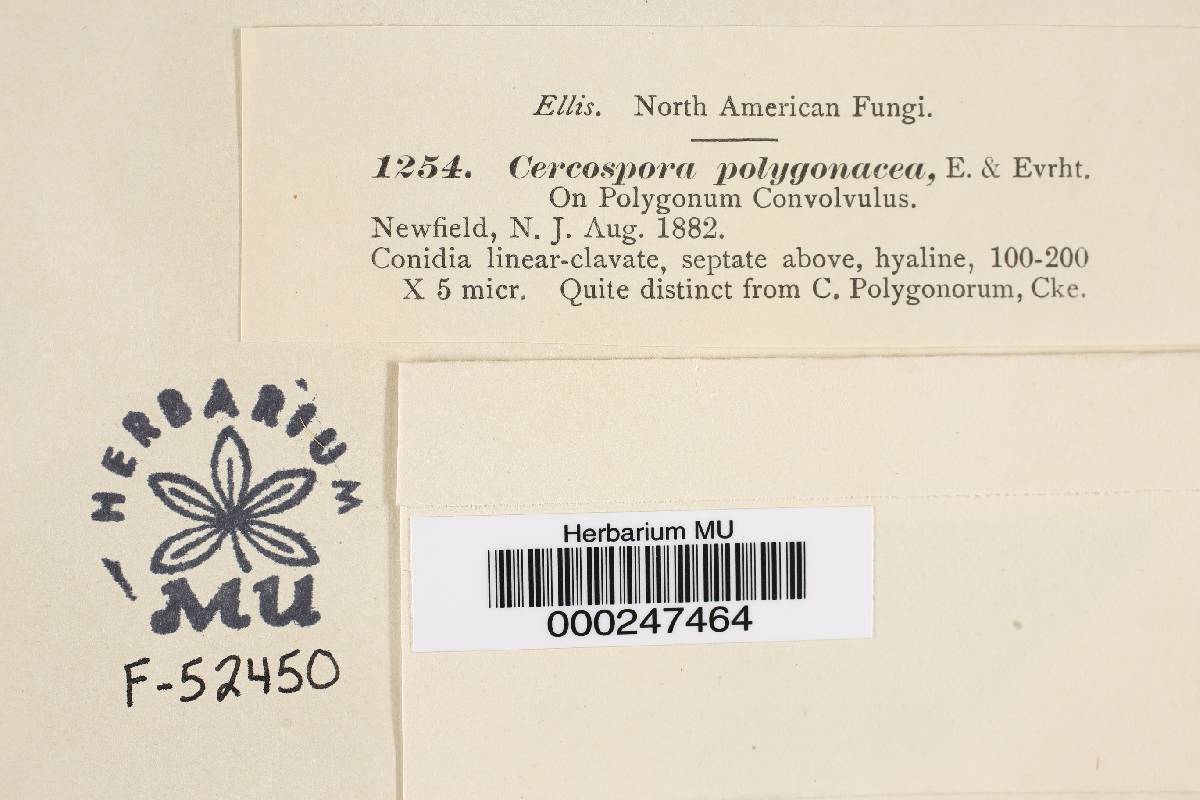 Ellis. North American Fungi.
1254. Cercospora polygonacea, E. & Evrht.
On Polygonum Convolvulus.
Newfield, N. J. Aug. 1882.
Conidia linear-clavate, septate above, hyaline, 100-200
X 5 micr. Quite distinct from C. Polygonorum, Cke.
HERBARIUM
MU
F-52450
Herbarium MU
000247464